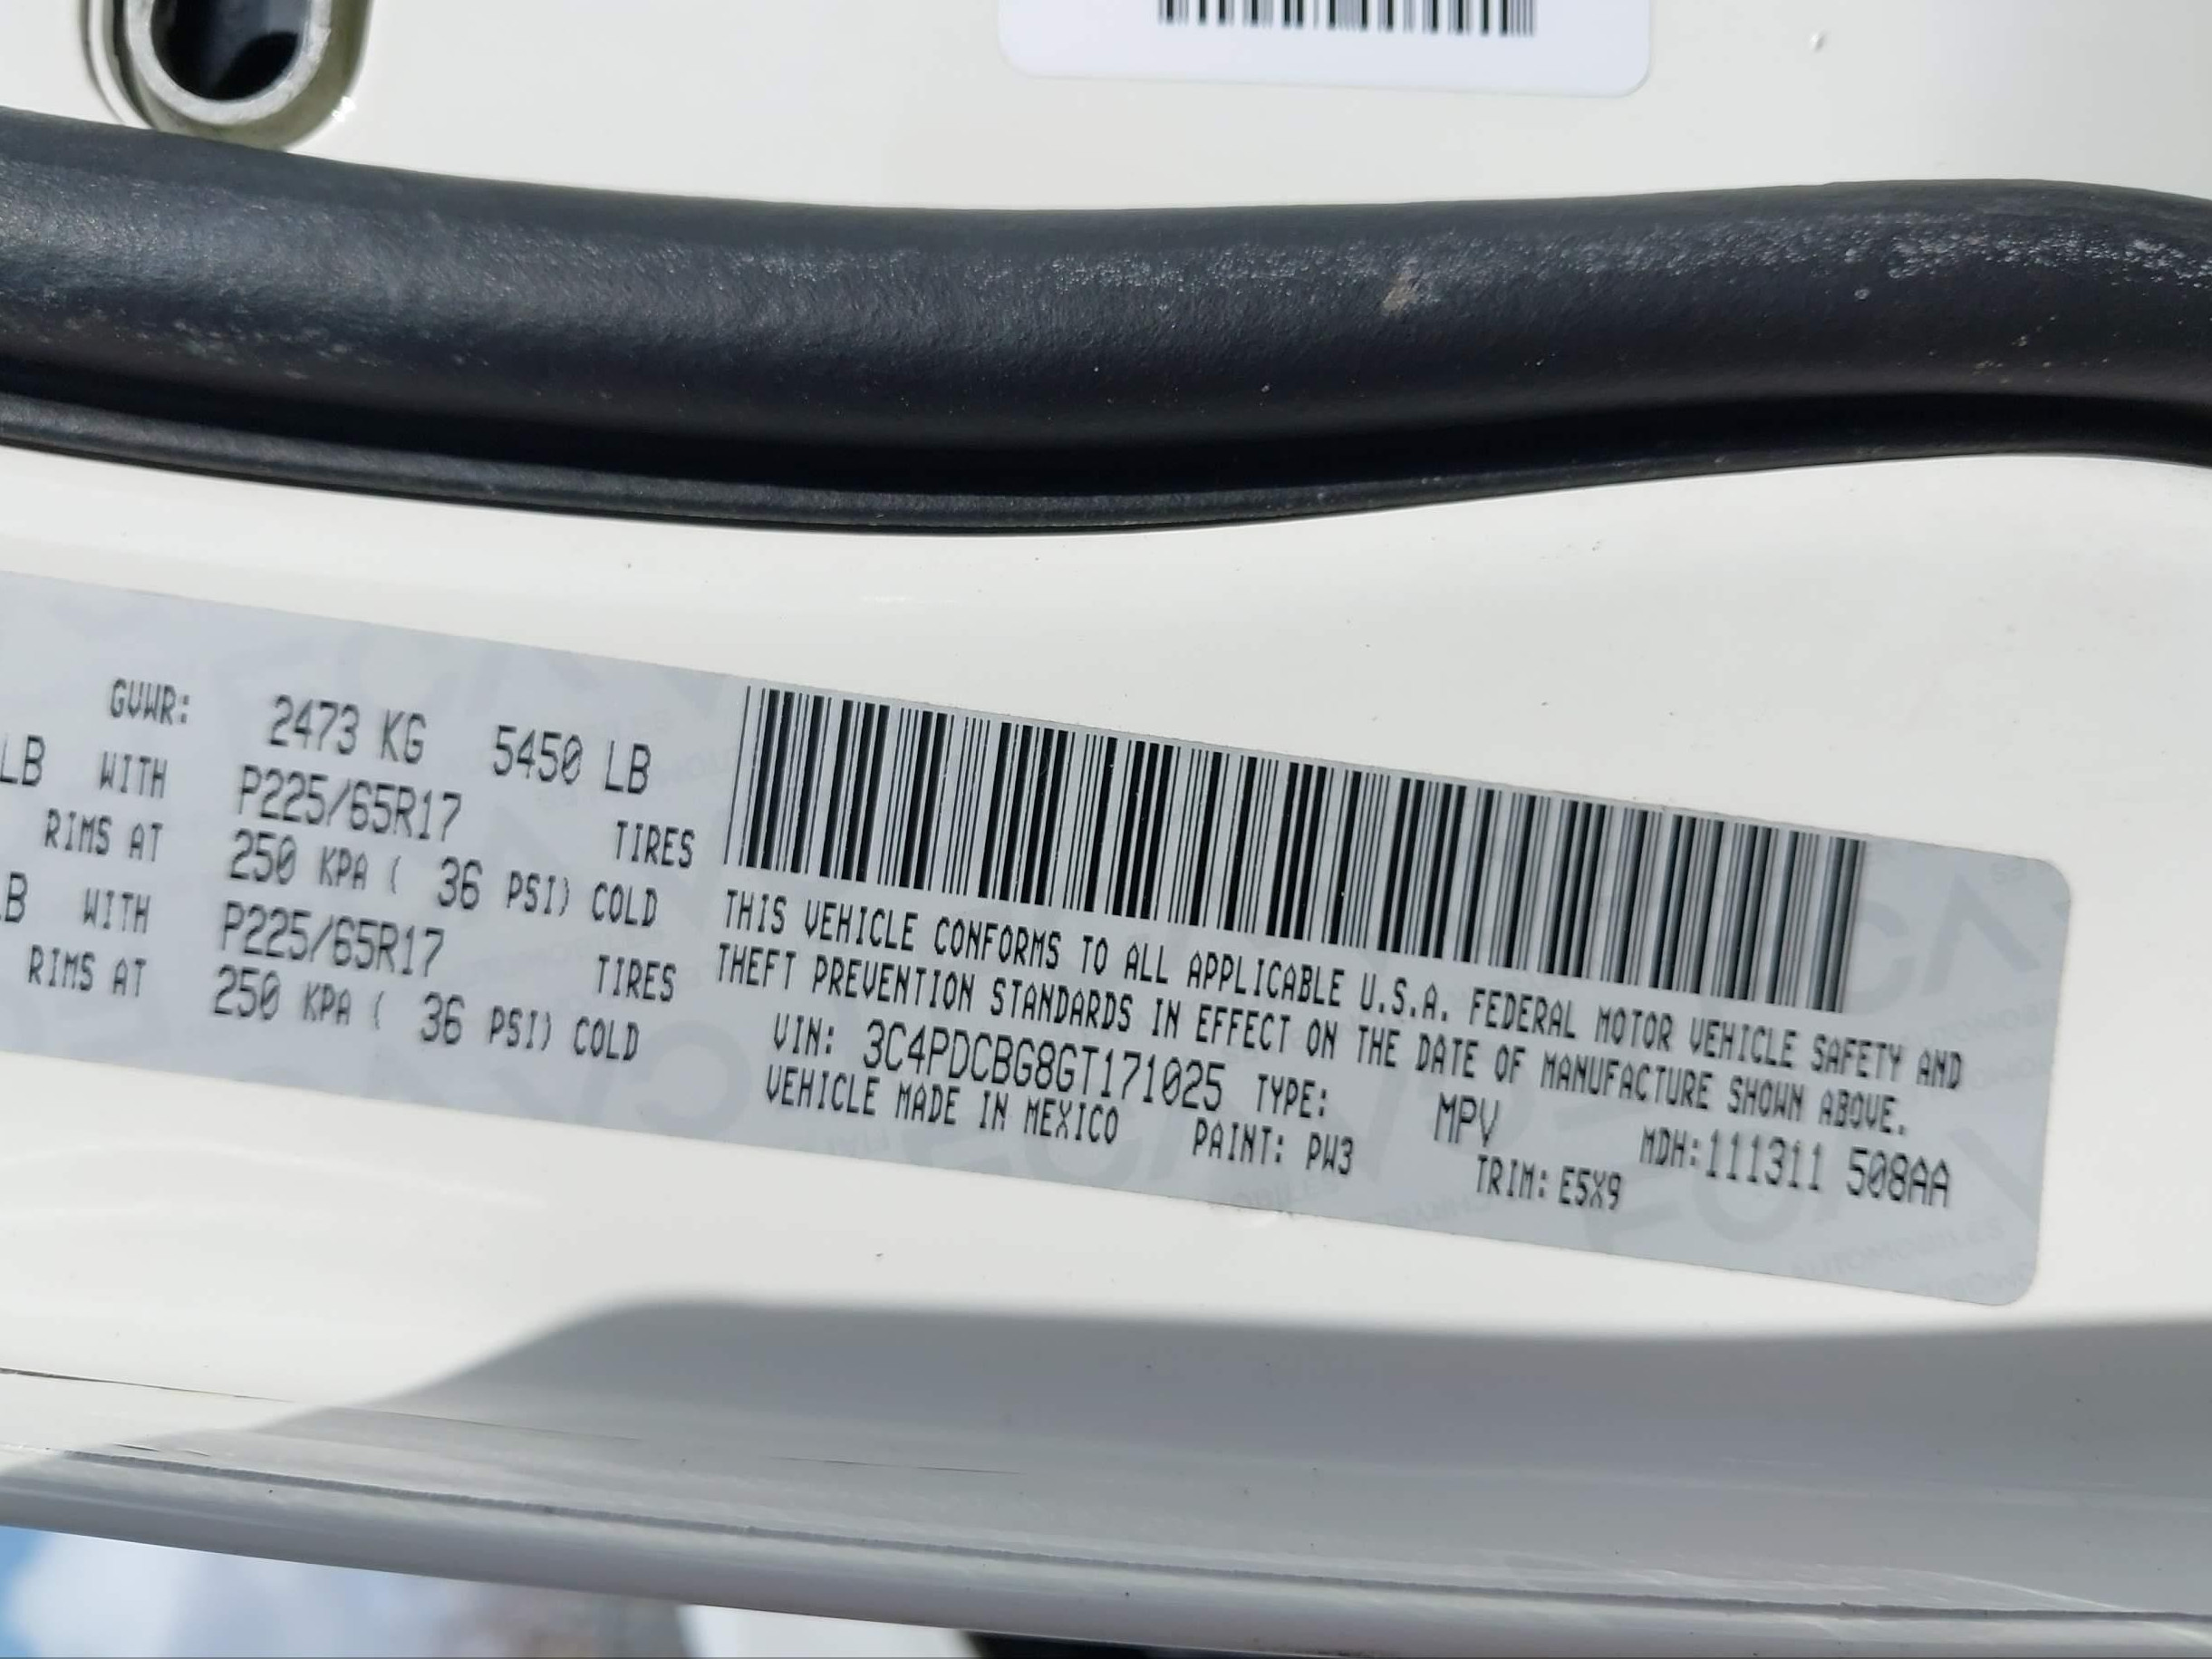 GVWR: 2473 KG 5450 LB
LB WITH P225/65R17 TIRES
RIMS AT 250 KPA ( 36 PSI) COLD
LB WITH P225/65R17 TIRES
RIMS AT 250 KPA ( 36 PSI) COLD
THIS VEHICLE CONFORMS TO ALL APPLICABLE U.S.A. FEDERAL MOTOR VEHICLE SAFETY AND
THEFT PREVENTION STANDARDS IN EFFECT ON THE DATE OF MANUFACTURE SHOWN ABOVE.
VIN: 3C4PDCBG8GT171025 TYPE: MPV MDH:111311 508AA
VEHICLE MADE IN MEXICO PAINT: PW3 TRIM: E5X9